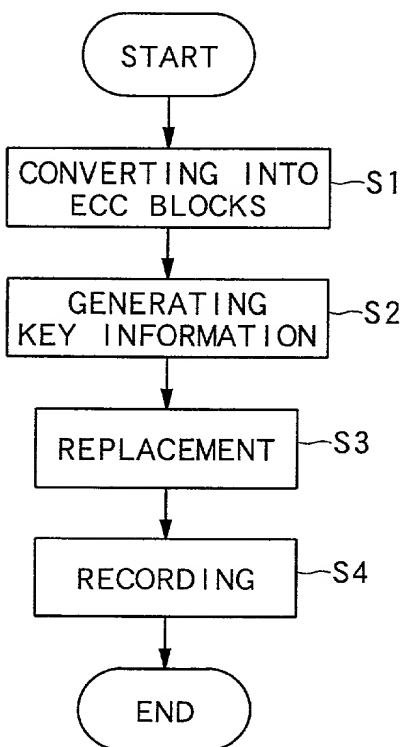 START
CONVERTING INTO
ECC BLOCKS
S1
GENERATING
KEY INFORMATION
S2
REPLACEMENT
S3
RECORDING
S4
END